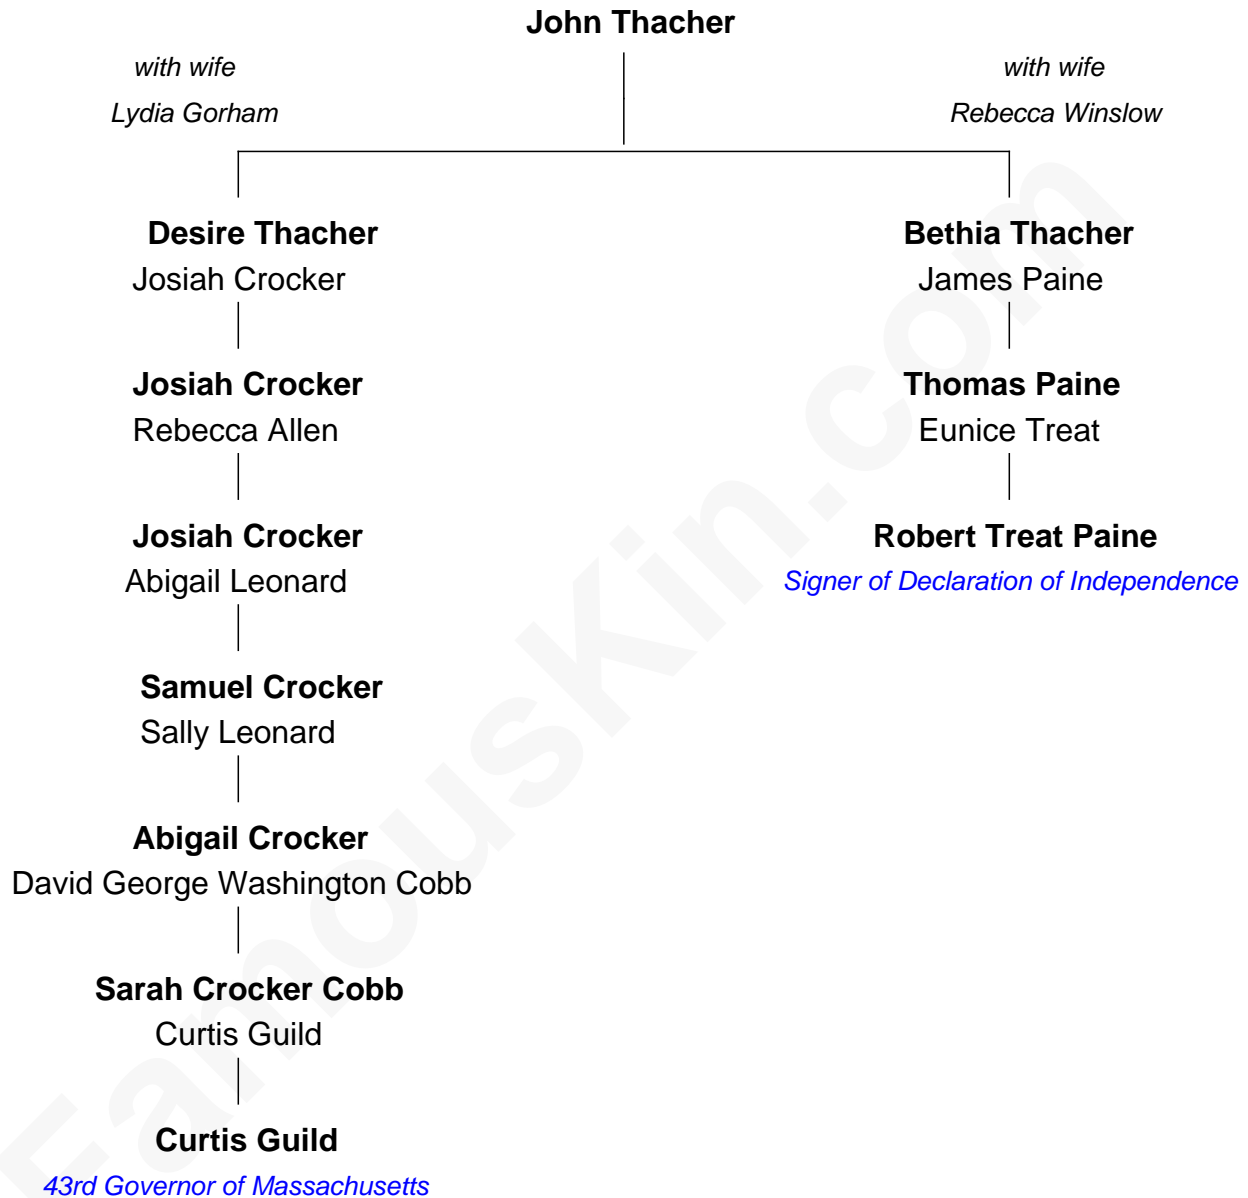 John Thacher
with wife
Lydia Gorham
with wife
Rebecca Winslow
Desire Thacher
Josiah Crocker
Bethia Thacher
James Paine
Josiah Crocker
Rebecca Allen
Thomas Paine
Eunice Treat
Josiah Crocker
Abigail Leonard
Robert Treat Paine
Signer of Declaration of Independence
Samuel Crocker
Sally Leonard
Abigail Crocker
David George Washington Cobb
Sarah Crocker Cobb
Curtis Guild
Curtis Guild
43rd Governor of Massachusetts
FamousKin.com